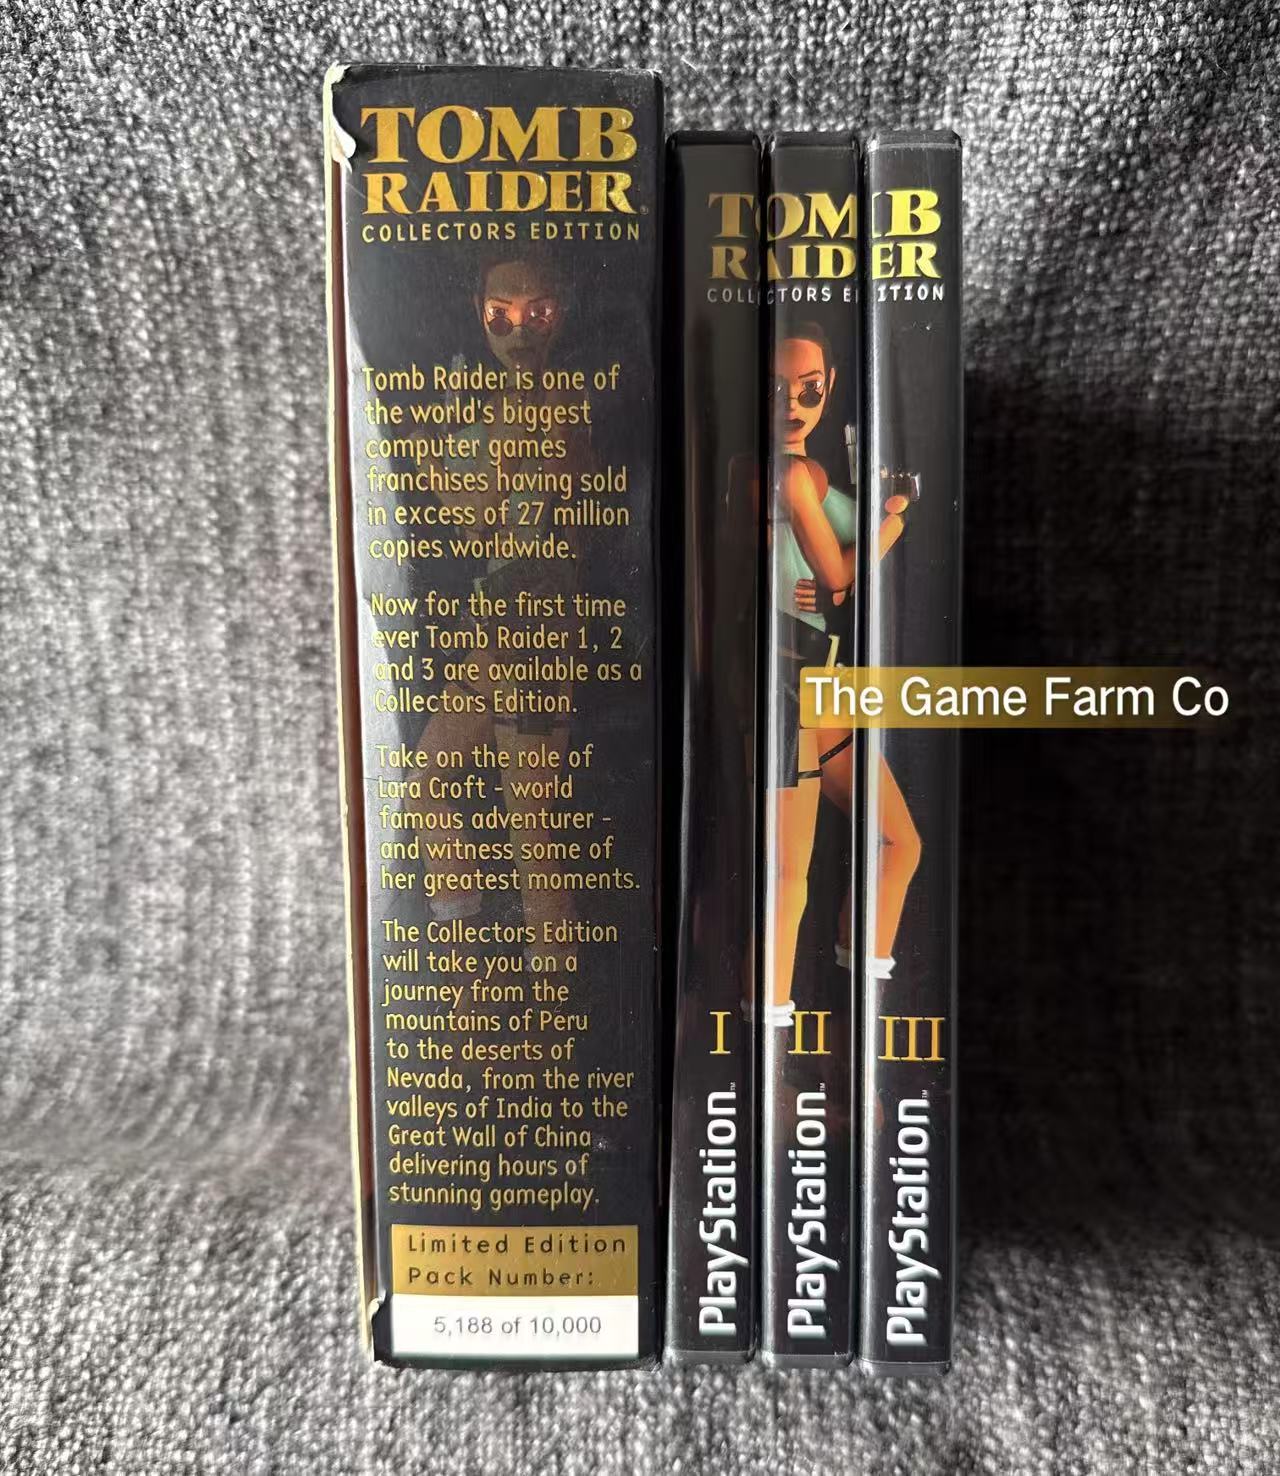 TOMB
RAIDER®
COLLECTORS EDITION
Tomb Raider is one of
the world's biggest
computer games
franchises having sold
in excess of 27 million
copies worldwide.
Now for the first time
ever Tomb Raider 1, 2
and 3 are available as a
Collectors Edition.
Take on the role of
Lara Croft - world
famous adventurer -
and witness some of
her greatest moments.
The Collectors Edition
will take you on a
journey from the
mountains of Peru
to the deserts of
Nevada, from the river
valleys of India to the
Great Wall of China
delivering hours of
stunning gameplay.
Limited Edition
Pack Number:
5,188 of 10,000
TOMB
RAIDER
COLLECTORS EDITION
I
PlayStation™
II
PlayStation™
III
PlayStation™
The Game Farm Co